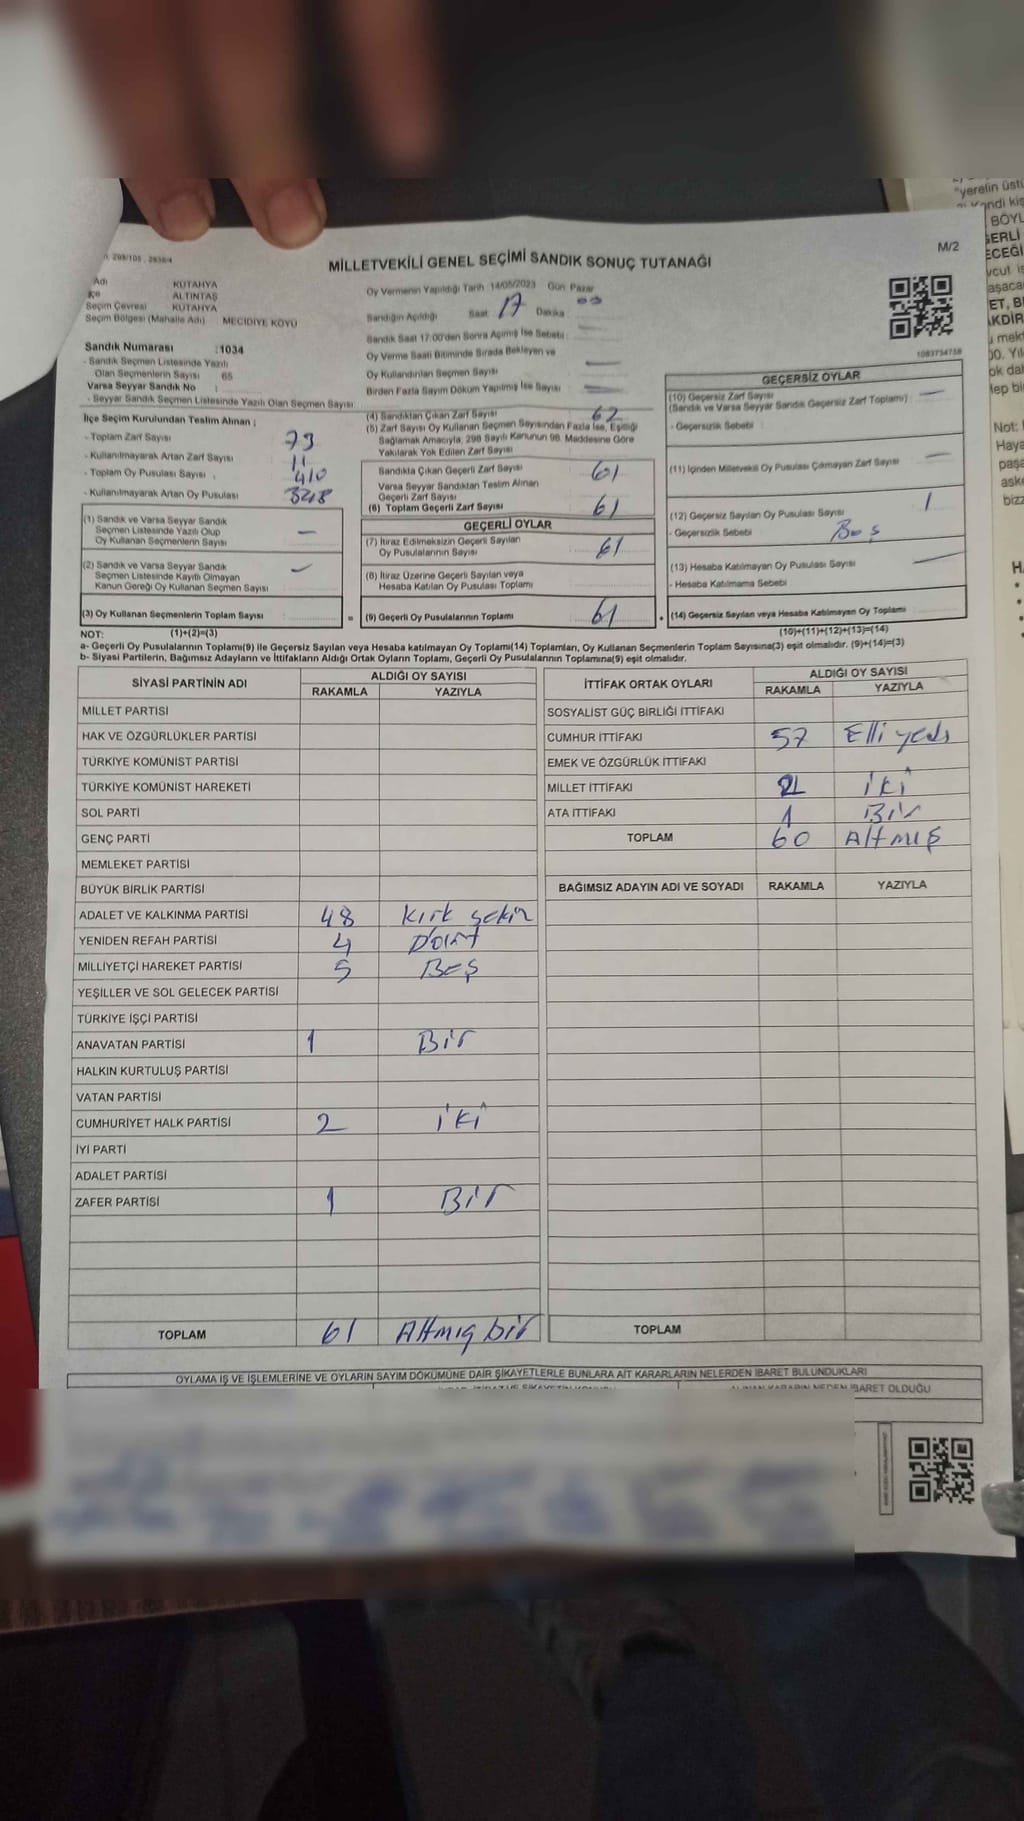 MİLLETVEKİLİ GENEL SEÇİMİ SANDIK SONUÇ TUTANAĞI
M/2
Adı KÜTAHYA
İlçe ALTINTAŞ
Seçim Çevresi KÜTAHYA
Seçim Bölgesi (Mahalle Adı) MECİDİYE KÖYÜ
Sandık Numarası :1034
- Sandık Seçmen Listesinde Yazılı
Olan Seçmenlerin Sayısı 65
Varsa Seyyar Sandık No :
- Seyyar Sandık Seçmen Listesinde Yazılı Olan Seçmen Sayısı:
Oy Vermenin Yapıldığı Tarih 14/05/2023 Gün Pazar
Sandığın Açıldığı Saat 17 Dakika
Sandık Saat 17:00'den Sonra Açımış İse Sebebi :
Oy Verme Saati Bitiminde Sırada Bekleyen ve
Oy Kullandırılan Seçmen Sayısı
Birden Fazla Sayım Döküm Yapılmış İse Sayısı
1083734758
İlçe Seçim Kurulundan Teslim Alınan ;
- Toplam Zarf Sayısı 73
- Kullanılmayarak Artan Zarf Sayısı 11
- Toplam Oy Pusulası Sayısı 410
- Kullanılmayarak Artan Oy Pusulası 348
(1) Sandık ve Varsa Seyyar Sandık
Seçmen Listesinde Yazılı Olup
Oy Kullanan Seçmenlerin Sayısı —
(2) Sandık ve Varsa Seyyar Sandık
Seçmen Listesinde Kayıtlı Olmayan
Kanun Gereği Oy Kullanan Seçmen Sayısı —
(3) Oy Kullanan Seçmenlerin Toplam Sayısı =
(4) Sandıktan Çıkan Zarf Sayısı 62
(5) Zarf Sayısı Oy Kullanan Seçmen Sayısından Fazla İse, Eşitliği
Sağlamak Amacıyla, 298 Sayılı Kanunun 98. Maddesine Göre
Yakılarak Yok Edilen Zarf Sayısı
Sandıkta Çıkan Geçerli Zarf Sayısı 61
Varsa Seyyar Sandıktan Teslim Alınan
Geçerli Zarf Sayısı
(6) Toplam Geçerli Zarf Sayısı 61
GEÇERLİ OYLAR
(7) İtiraz Edilmeksizin Geçerli Sayılan
Oy Pusulalarının Sayısı 61
(8) İtiraz Üzerine Geçerli Sayılan veya
Hesaba Katılan Oy Pusulası Toplamı
(9) Geçerli Oy Pusulalarının Toplamı 61 +
GEÇERSİZ OYLAR
(10) Geçersiz Zarf Sayısı —
(Sandık ve Varsa Seyyar Sandık Geçersiz Zarf Toplamı) :
- Geçersizlik Sebebi :
(11) İçinden Milletvekili Oy Pusulası Çıkmayan Zarf Sayısı —
(12) Geçersiz Sayılan Oy Pusulası Sayısı 1
- Geçersizlik Sebebi Boş
(13) Hesaba Katılmayan Oy Pusulası Sayısı —
- Hesaba Katılmama Sebebi
(14) Geçersiz Sayılan veya Hesaba Katılmayan Oy Toplamı
NOT: (1)+(2)=(3) (10)+(11)+(12)+(13)=(14)
a- Geçerli Oy Pusulalarının Toplamı(9) ile Geçersiz Sayılan veya Hesaba katılmayan Oy Toplamı(14) Toplamları, Oy Kullanan Seçmenlerin Toplam Sayısına(3) eşit olmalıdır. (9)+(14)=(3)
b- Siyasi Partilerin, Bağımsız Adayların ve İttifakların Aldığı Ortak Oyların Toplamı, Geçerli Oy Pusulalarının Toplamına(9) eşit olmalıdır.
SİYASİ PARTİNİN ADI ALDIĞI OY SAYISI
RAKAMLA YAZIYLA
MİLLET PARTİSİ
HAK VE ÖZGÜRLÜKLER PARTİSİ
TÜRKİYE KOMÜNİST PARTİSİ
TÜRKİYE KOMÜNİST HAREKETİ
SOL PARTİ
GENÇ PARTİ
MEMLEKET PARTİSİ
BÜYÜK BİRLİK PARTİSİ
ADALET VE KALKINMA PARTİSİ 48 Kırk sekiz
YENİDEN REFAH PARTİSİ 4 Dört
MİLLİYETÇİ HAREKET PARTİSİ 5 Beş
YEŞİLLER VE SOL GELECEK PARTİSİ
TÜRKİYE İŞÇİ PARTİSİ
ANAVATAN PARTİSİ 1 Bir
HALKIN KURTULUŞ PARTİSİ
VATAN PARTİSİ
CUMHURİYET HALK PARTİSİ 2 iki
İYİ PARTİ
ADALET PARTİSİ
ZAFER PARTİSİ 1 Bir
TOPLAM 61 Altmış bir
İTTİFAK ORTAK OYLARI ALDIĞI OY SAYISI
RAKAMLA YAZIYLA
SOSYALİST GÜÇ BİRLİĞİ İTTİFAKI
CUMHUR İTTİFAKI 57 Elli yedi
EMEK VE ÖZGÜRLÜK İTTİFAKI
MİLLET İTTİFAKI 2 iki
ATA İTTİFAKI 1 Bir
TOPLAM 60 Altmış
BAĞIMSIZ ADAYIN ADI VE SOYADI RAKAMLA YAZIYLA
TOPLAM
OYLAMA İŞ VE İŞLEMLERİNE VE OYLARIN SAYIM DÖKÜMÜNE DAİR ŞİKAYETLERLE BUNLARA AİT KARARLARIN NELERDEN İBARET BULUNDUKLARI
ALINAN KARARIN NEDEN İBARET OLDUĞU
"yerelin üstü
BÖYL
Not:
Haya
paşa
aske
bizz